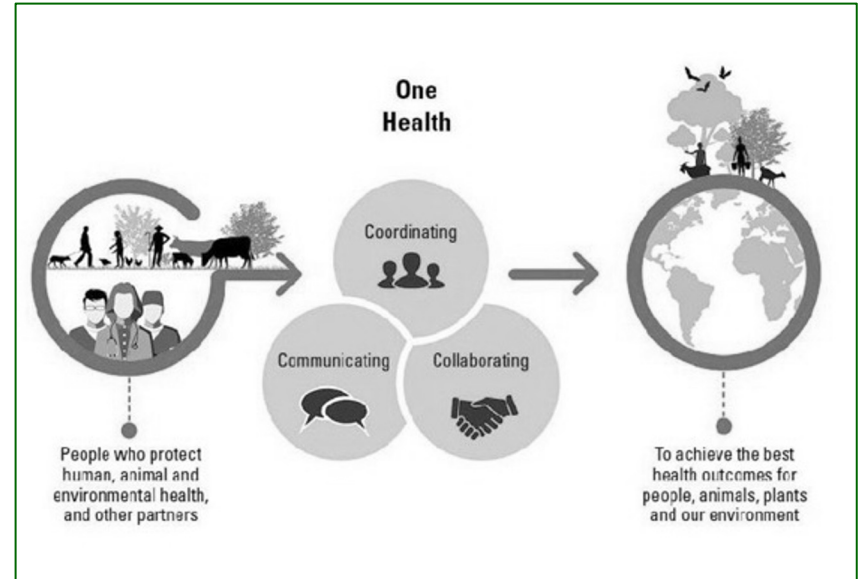 One
Health
Coordinating
Communicating
Collaborating
People who protect
human, animal and
environmental health,
and other partners
To achieve the best
health outcomes for
people, animals, plants
and our environment